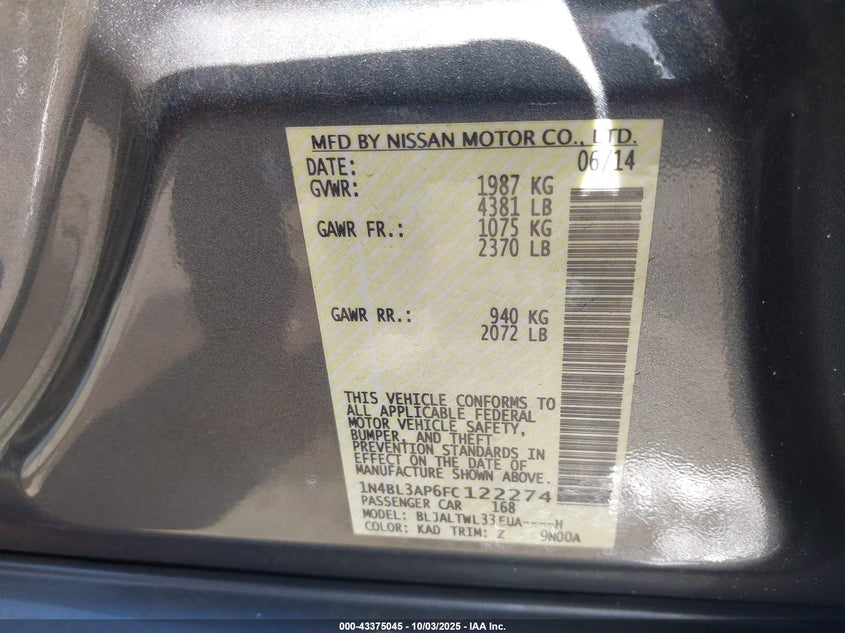 MFD BY NISSAN MOTOR CO., LTD.
DATE: 06/14
GVWR: 1987 KG
4381 LB
GAWR FR.: 1075 KG
2370 LB
GAWR RR.: 940 KG
2072 LB
THIS VEHICLE CONFORMS TO
ALL APPLICABLE FEDERAL
MOTOR VEHICLE SAFETY,
BUMPER, AND THEFT
PREVENTION STANDARDS IN
EFFECT ON THE DATE OF
MANUFACTURE SHOWN ABOVE.
1N4BL3AP6FC122274
PASSENGER CAR 168
MODEL: BLJALTWL33EUA----H
COLOR: KAD TRIM: Z 9N00A
000-43375045 - 10/03/2025 - IAA Inc.